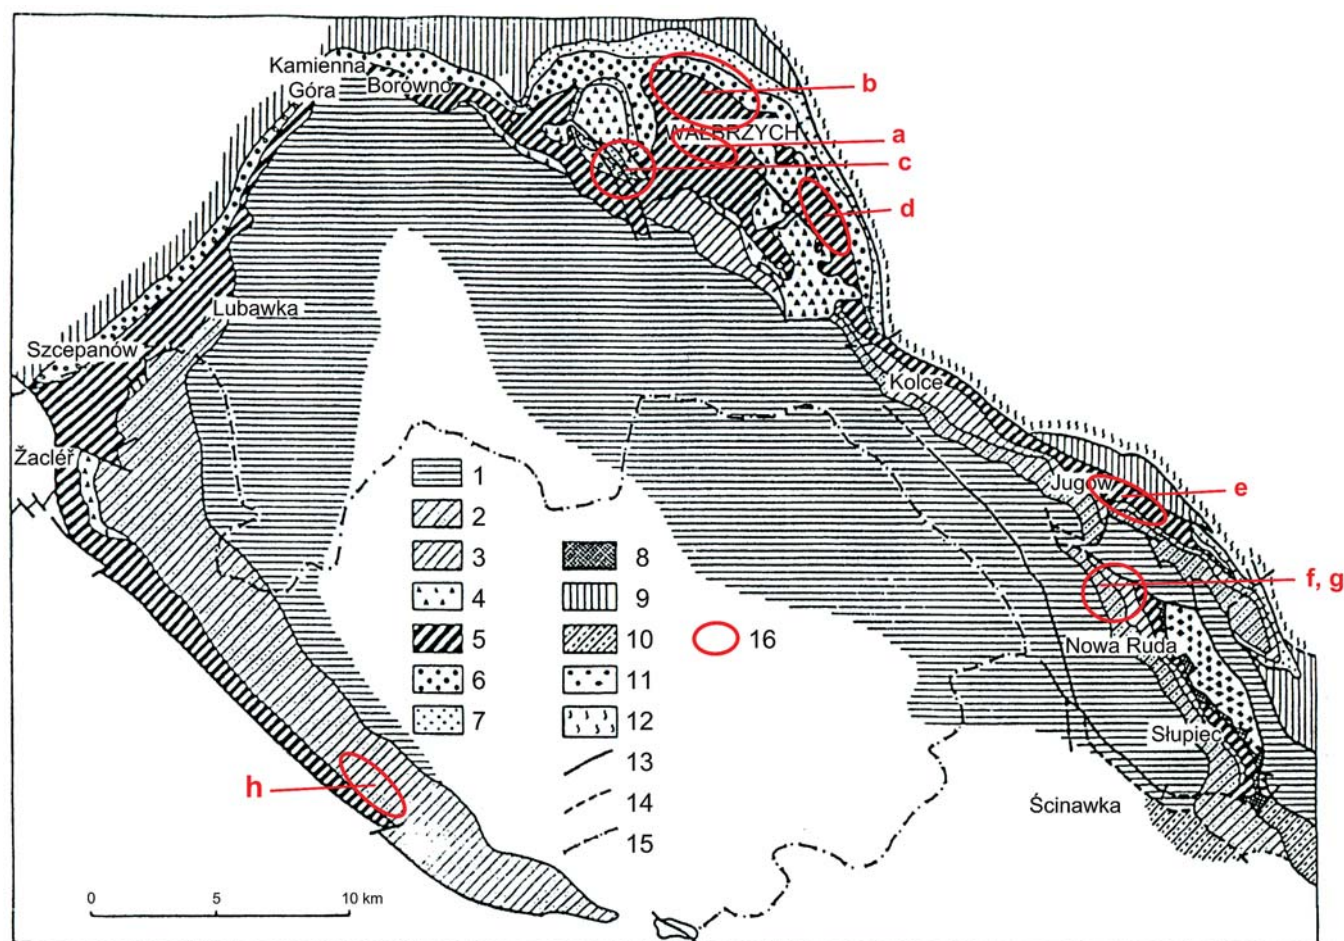 Kamienna
Góra
Borówno
b
WAŁBRZYCH
a
c
d
Lubawka
Szczepanów
Kolce
Žacléř
Jugów
e
f, g
Nowa Ruda
Słupiec
Ścinawka
h
1
2
3
4
5
6
7
8
9
10
11
12
13
14
15
16
0 5 10 km